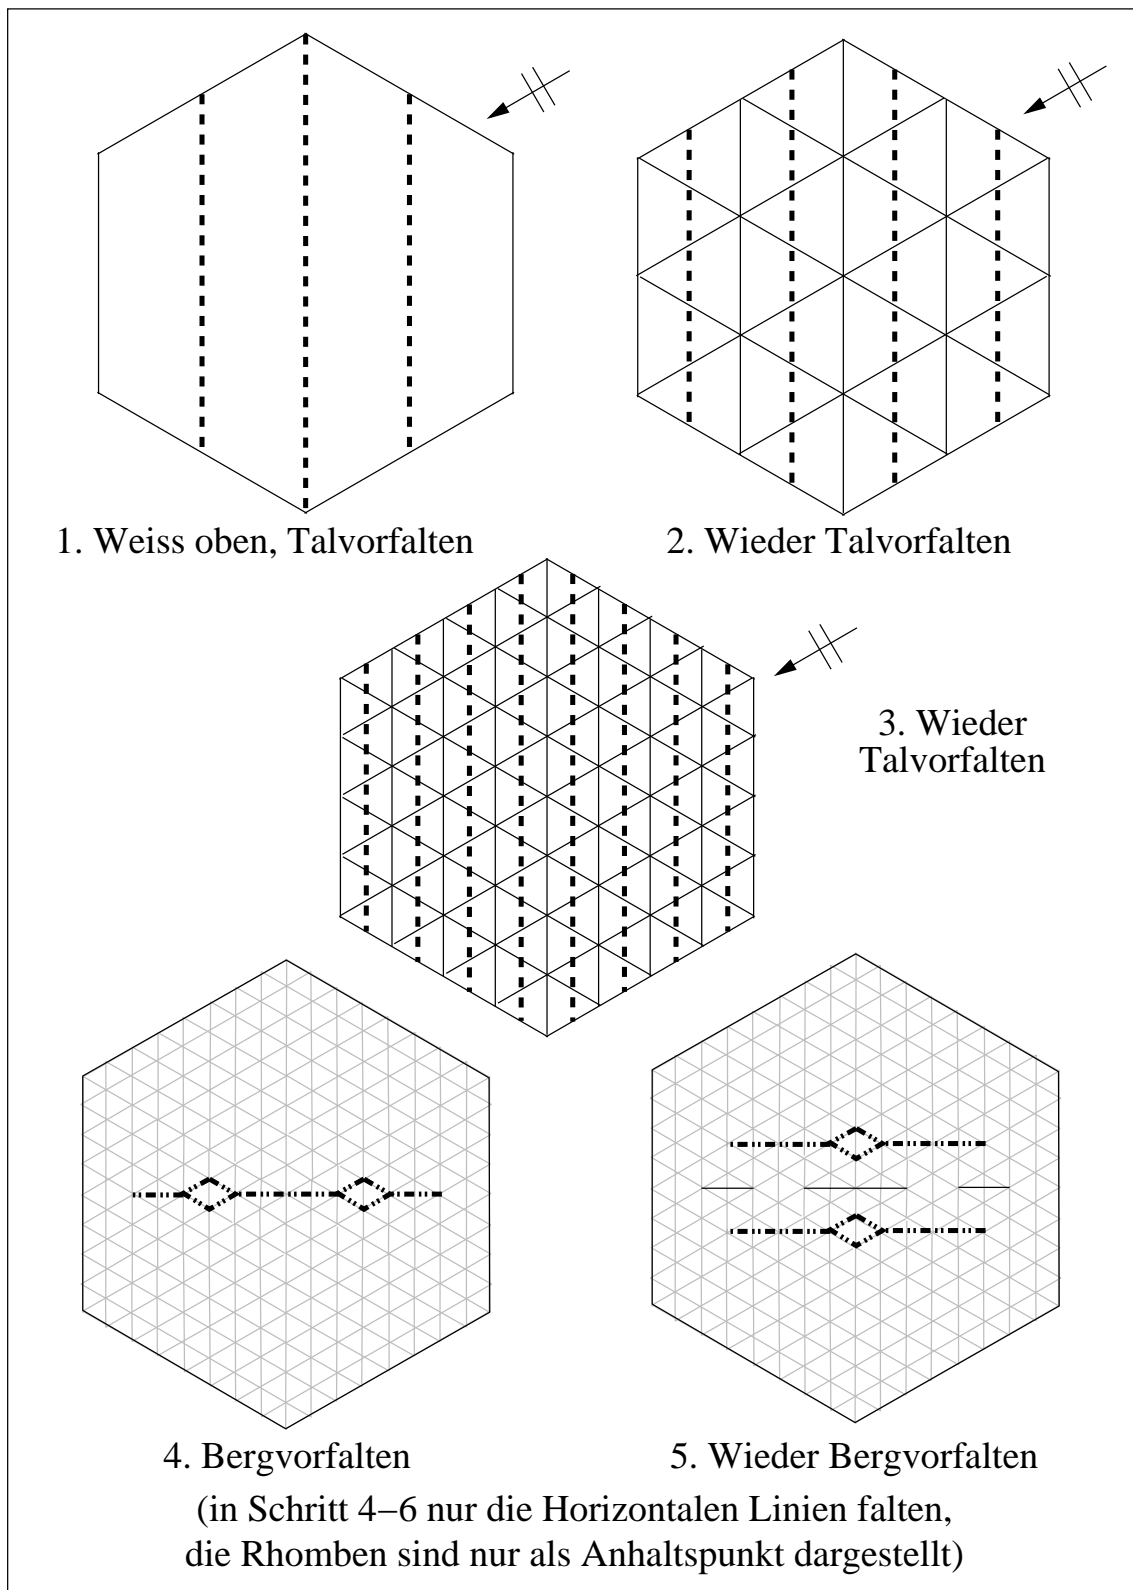 1. Weiss oben, Talvorfalten
2. Wieder Talvorfalten
3. Wieder
Talvorfalten
4. Bergvorfalten
5. Wieder Bergvorfalten
(in Schritt 4−6 nur die Horizontalen Linien falten,
die Rhomben sind nur als Anhaltspunkt dargestellt)